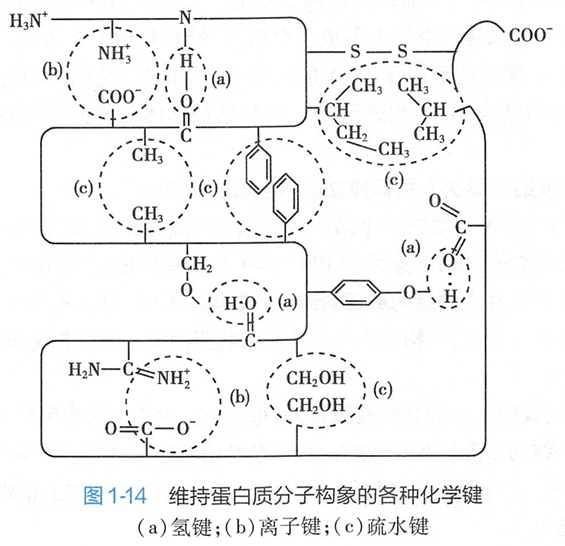 H₃N⁺ N
S S COO⁻
(b) NH₃⁺ H (a)
COO⁻ O
C
CH₃ CH₃
CH CH
CH₂ CH₃
CH₃
(c)
CH₃
(c) (c)
CH₃
O
C
(a) O
CH₂
O H·O (a) O H
C
H₂N C NH₂⁺ (b) CH₂OH (c)
CH₂OH
O C O⁻
图1-14 维持蛋白质分子构象的各种化学键
(a)氢键;(b)离子键;(c)疏水键